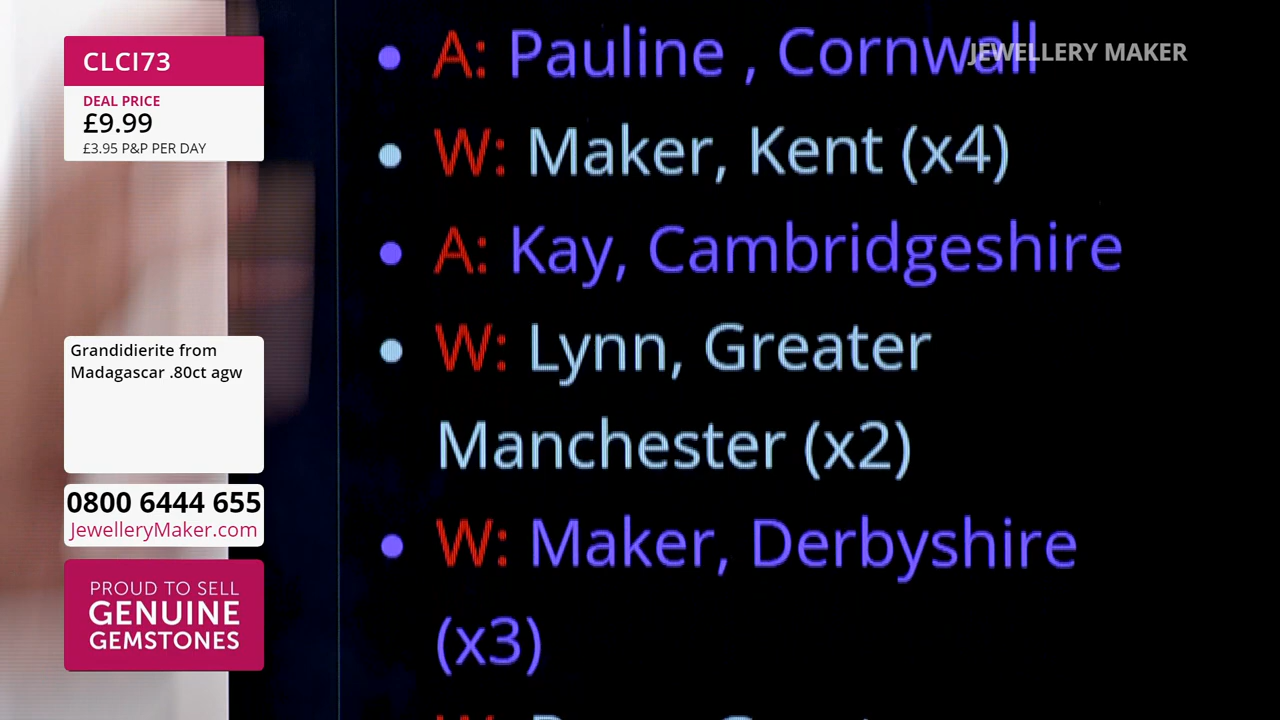 CLCI73
DEAL PRICE
£9.99
£3.95 P&P PER DAY
Grandidierite from
Madagascar .80ct agw
0800 6444 655
JewelleryMaker.com
PROUD TO SELL
GENUINE
GEMSTONES
JEWELLERY MAKER
• A: Pauline , Cornwall
• W: Maker, Kent (x4)
• A: Kay, Cambridgeshire
• W: Lynn, Greater
Manchester (x2)
• W: Maker, Derbyshire
(x3)